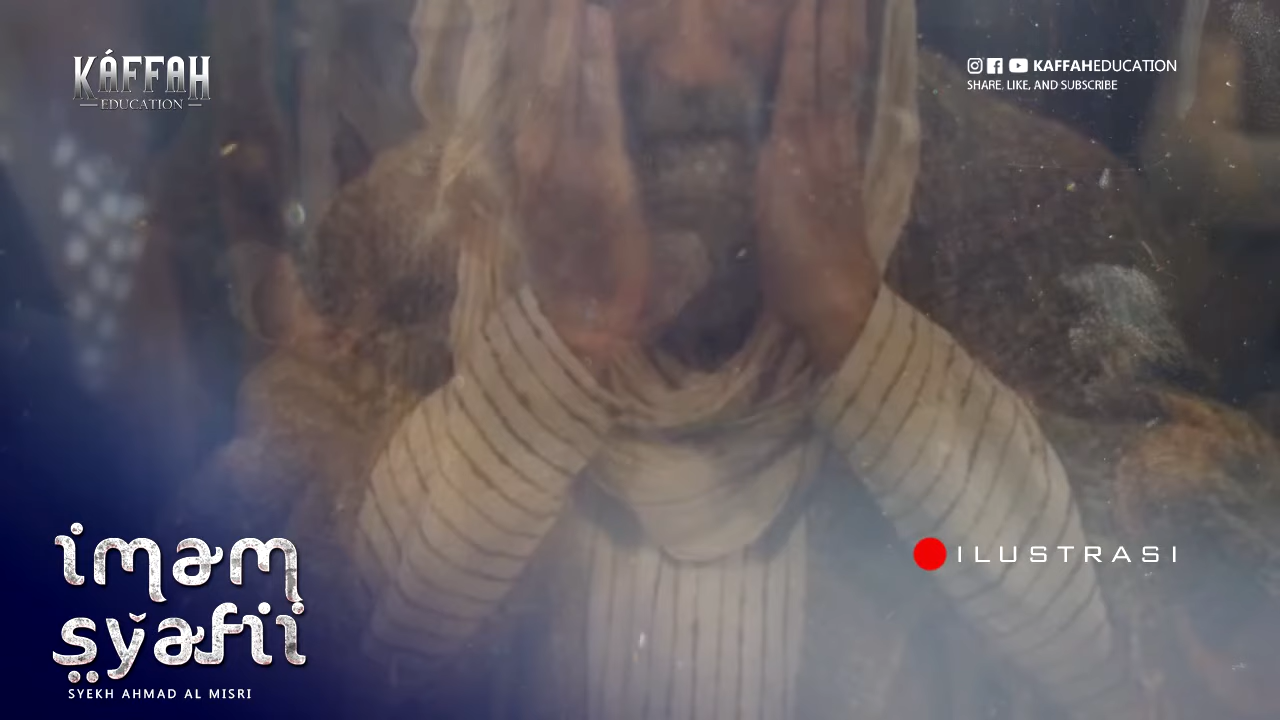 KÁFFAH
EDUCATION
KAFFAHEDUCATION
SHARE, LIKE, AND SUBSCRIBE
ILUSTRASI
imam
syafii
SYEKH AHMAD AL MISRI